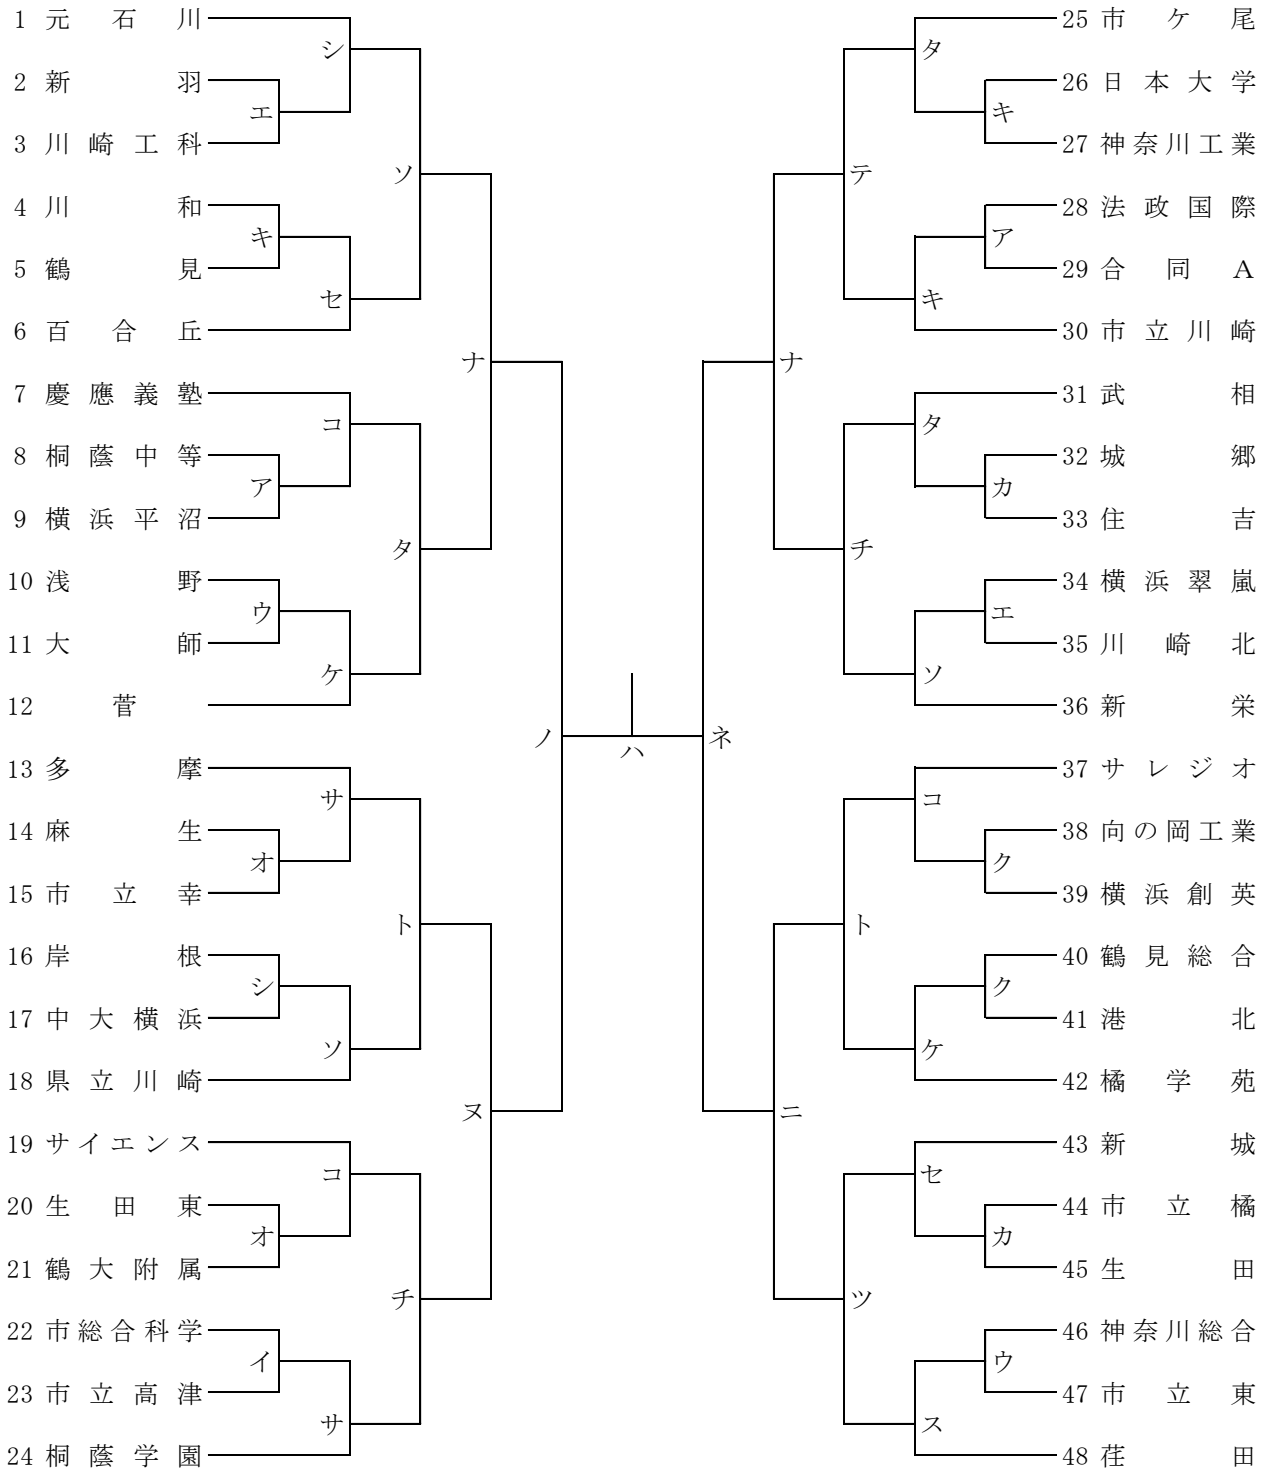 1 元石川
シ
2 新羽
エ
3 川崎工科
ソ
4 川和
キ
5 鶴見
セ
6 百合丘
ナ
7 慶應義塾
コ
8 桐蔭中等
ア
9 横浜平沼
タ
10 浅野
ウ
11 大師
ケ
12 菅
ノ
13 多摩
サ
14 麻生
オ
15 市立幸
ト
16 岸根
シ
17 中大横浜
ソ
18 県立川崎
ヌ
19 サイエンス
コ
20 生田東
オ
21 鶴大附属
チ
22 市総合科学
イ
23 市立高津
サ
24 桐蔭学園
ハ
25 市ケ尾
タ
26 日本大学
キ
27 神奈川工業
テ
28 法政国際
ア
29 合同A
キ
30 市立川崎
ナ
31 武相
タ
32 城郷
カ
33 住吉
チ
34 横浜翠嵐
エ
35 川崎北
ソ
36 新栄
ネ
37 サレジオ
コ
38 向の岡工業
ク
39 横浜創英
ト
40 鶴見総合
ク
41 港北
ケ
42 橘学苑
ニ
43 新城
セ
44 市立橘
カ
45 生田
ツ
46 神奈川総合
ウ
47 市立東
ス
48 荏田